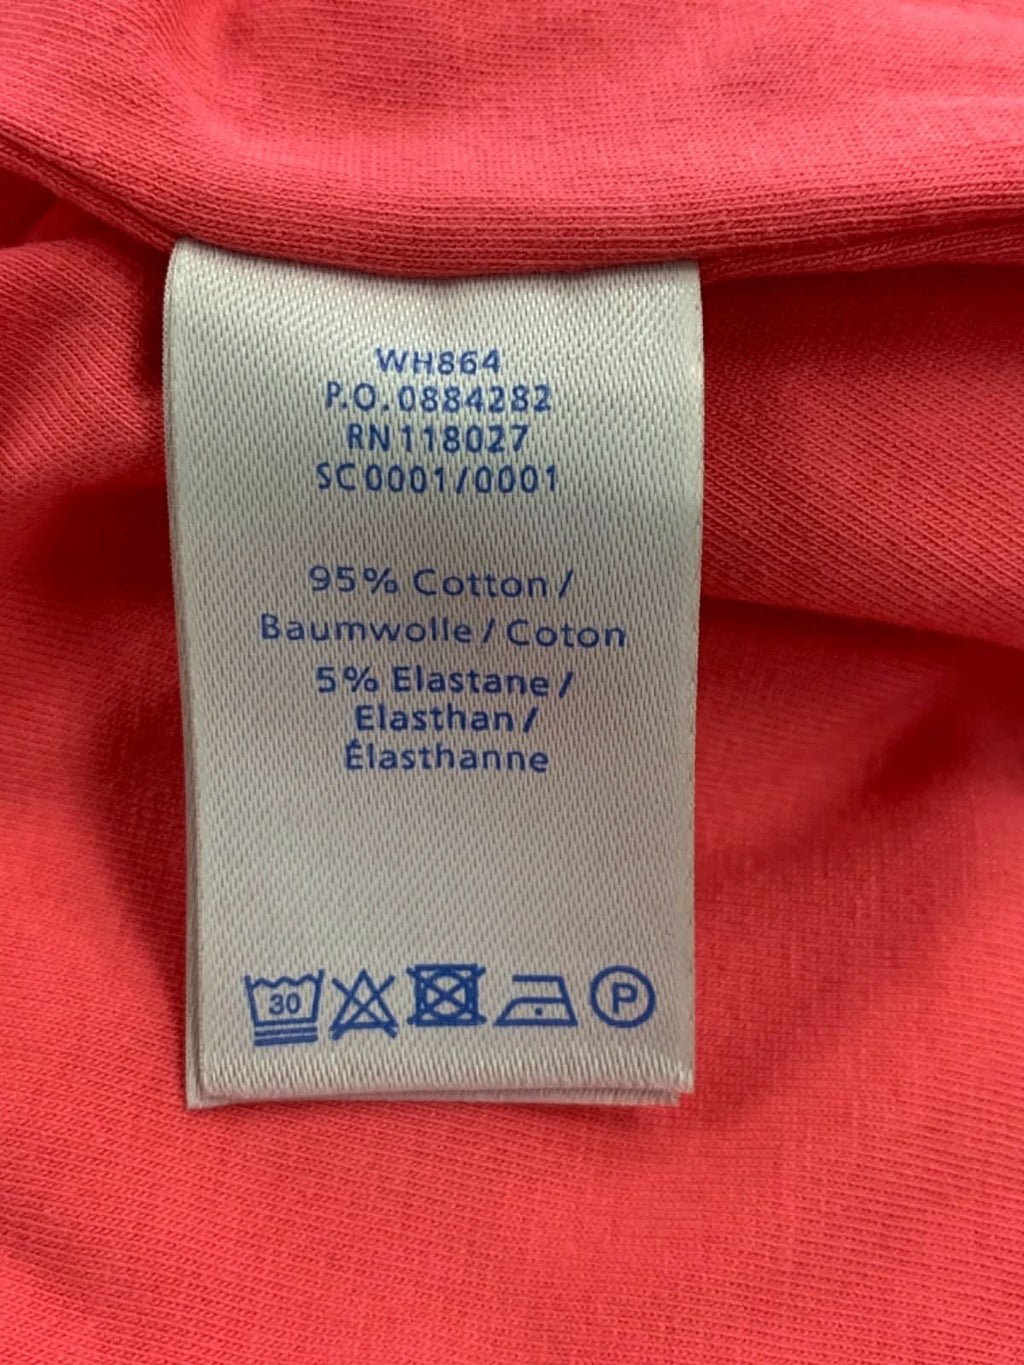 WH864
P.O.0884282
RN118027
SC0001/0001
95% Cotton/
Baumwolle/Coton
5% Elastane/
Elasthan/
Élasthanne
30 P